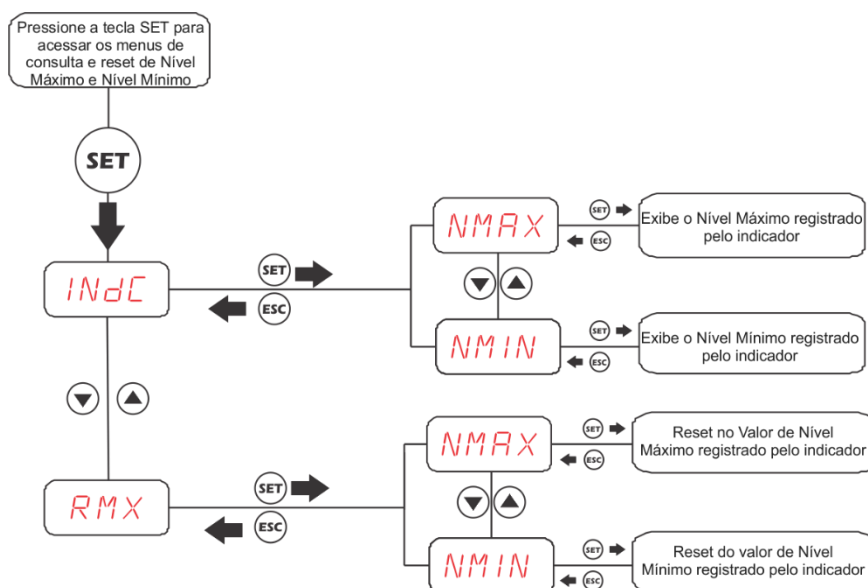 Pressione a tecla SET para
acessar os menus de
consulta e reset de Nível
Máximo e Nível Mínimo
SET
INdC
SET
ESC
NMAX
SET
ESC
Exibe o Nível Máximo registrado
pelo indicador
NMIN
SET
ESC
Exibe o Nível Mínimo registrado
pelo indicador
RMX
SET
ESC
NMAX
SET
ESC
Reset no Valor de Nível
Máximo registrado pelo indicador
NMIN
SET
ESC
Reset do valor de Nível
Mínimo registrado pelo indicador